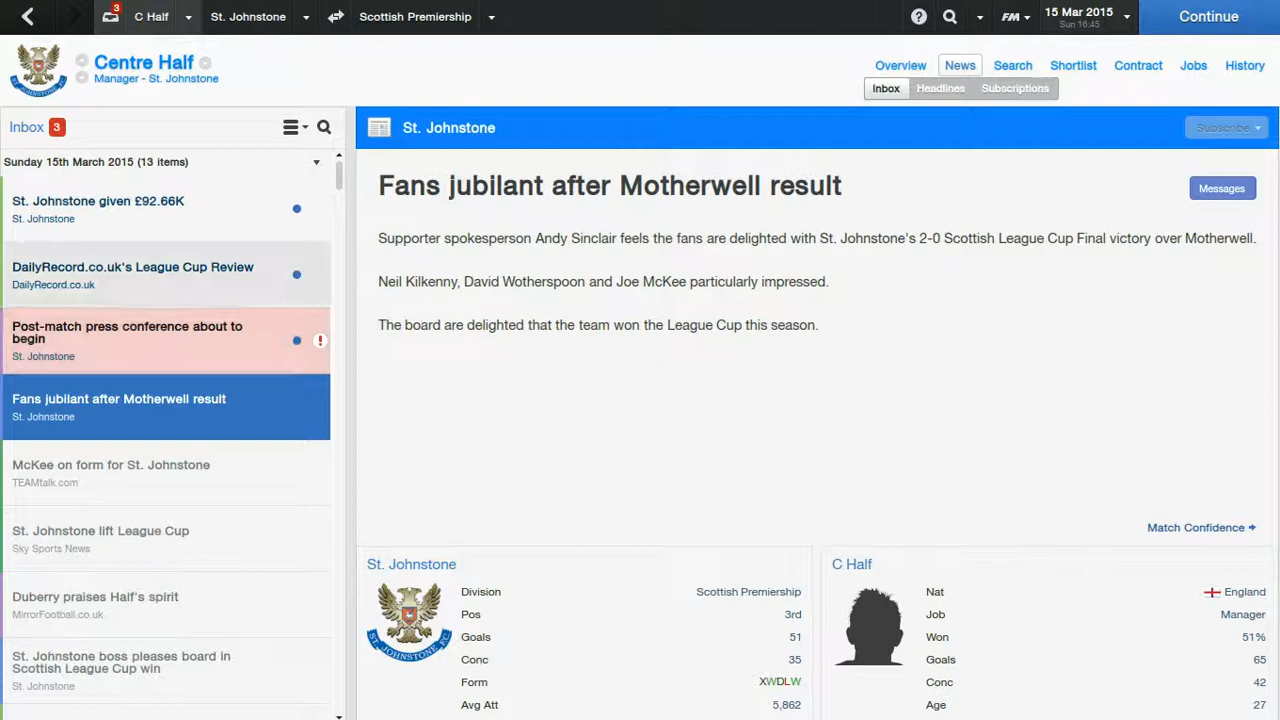 3
C Half
St. Johnstone
Scottish Premiership
?
FM
15 Mar 2015
Sun 16:45
Continue
Centre Half
Manager - St. Johnstone
Overview
News
Search
Shortlist
Contract
Jobs
History
Inbox
Headlines
Subscriptions
Inbox 3
St. Johnstone
Subscribe
Sunday 15th March 2015 (13 items)
St. Johnstone given £92.66K
St. Johnstone
DailyRecord.co.uk's League Cup Review
DailyRecord.co.uk
Post-match press conference about to
begin
!
St. Johnstone
Fans jubilant after Motherwell result
St. Johnstone
McKee on form for St. Johnstone
TEAMtalk.com
St. Johnstone lift League Cup
Sky Sports News
Duberry praises Half's spirit
MirrorFootball.co.uk
St. Johnstone boss pleases board in
Scottish League Cup win
St. Johnstone
Fans jubilant after Motherwell result
Messages
Supporter spokesperson Andy Sinclair feels the fans are delighted with St. Johnstone's 2-0 Scottish League Cup Final victory over Motherwell.
Neil Kilkenny, David Wotherspoon and Joe McKee particularly impressed.
The board are delighted that the team won the League Cup this season.
Match Confidence
St. Johnstone
ST. JOHNSTONE FC
Division Scottish Premiership
Pos 3rd
Goals 51
Conc 35
Form XWDLW
Avg Att 5,862
C Half
Nat England
Job Manager
Won 51%
Goals 65
Conc 42
Age 27